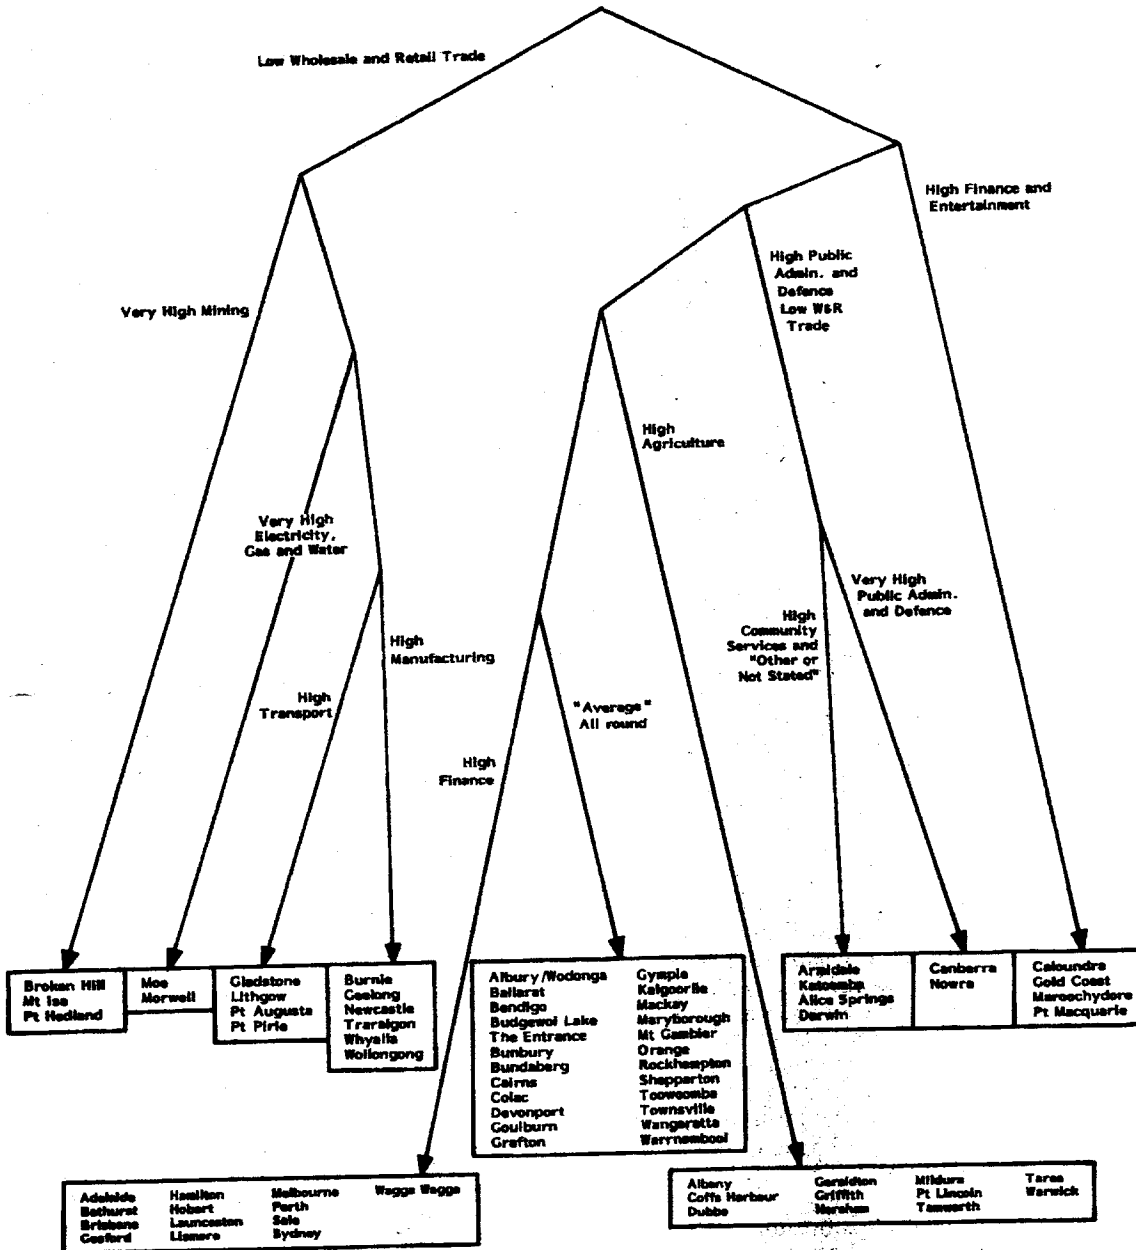 Low Wholesale and Retail Trade
High Finance and
Entertainment
High Public
Admin. and
Defence
Low W&R
Trade
Very High Mining
High
Agriculture
Very High
Electricity,
Gas and Water
Very High
Public Admin.
and Defence
High
Community
Services and
"Other or
Not Stated"
High
Manufacturing
High
Transport
"Average"
All round
High
Finance
Broken Hill
Mt Isa
Pt Hedland
Moe
Morwell
Gladstone
Lithgow
Pt Augusta
Pt Pirie
Burnie
Geelong
Newcastle
Traralgon
Whyalla
Wollongong
Albury/Wodonga
Ballarat
Bendigo
Budgewoi Lake
The Entrance
Bunbury
Bundaberg
Cairns
Colac
Devonport
Goulburn
Grafton
Gympie
Kalgoorlie
Mackay
Maryborough
Mt Gambier
Orange
Rockhampton
Shepparton
Toowoomba
Townsville
Wangaratta
Warrnambool
Armidale
Katoomba
Alice Springs
Darwin
Canberra
Nowra
Caloundra
Gold Coast
Maroochydore
Pt Macquarie
Adelaide
Bathurst
Brisbane
Gosford
Hamilton
Hobart
Launceston
Lismore
Melbourne
Perth
Sale
Sydney
Wagga Wagga
Albany
Coffs Harbour
Dubbo
Geraldton
Griffith
Horsham
Mildura
Pt Lincoln
Tamworth
Taree
Warwick